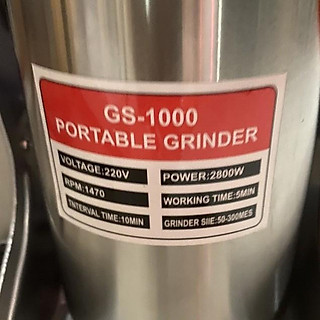 GS-1000
PORTABLE GRINDER
VOLTAGE:220V
POWER:2800W
RPM:1470
WORKING TIME:5MIN
INTERVAL TIME:10MIN
GRINDER SIIE:50-300MES